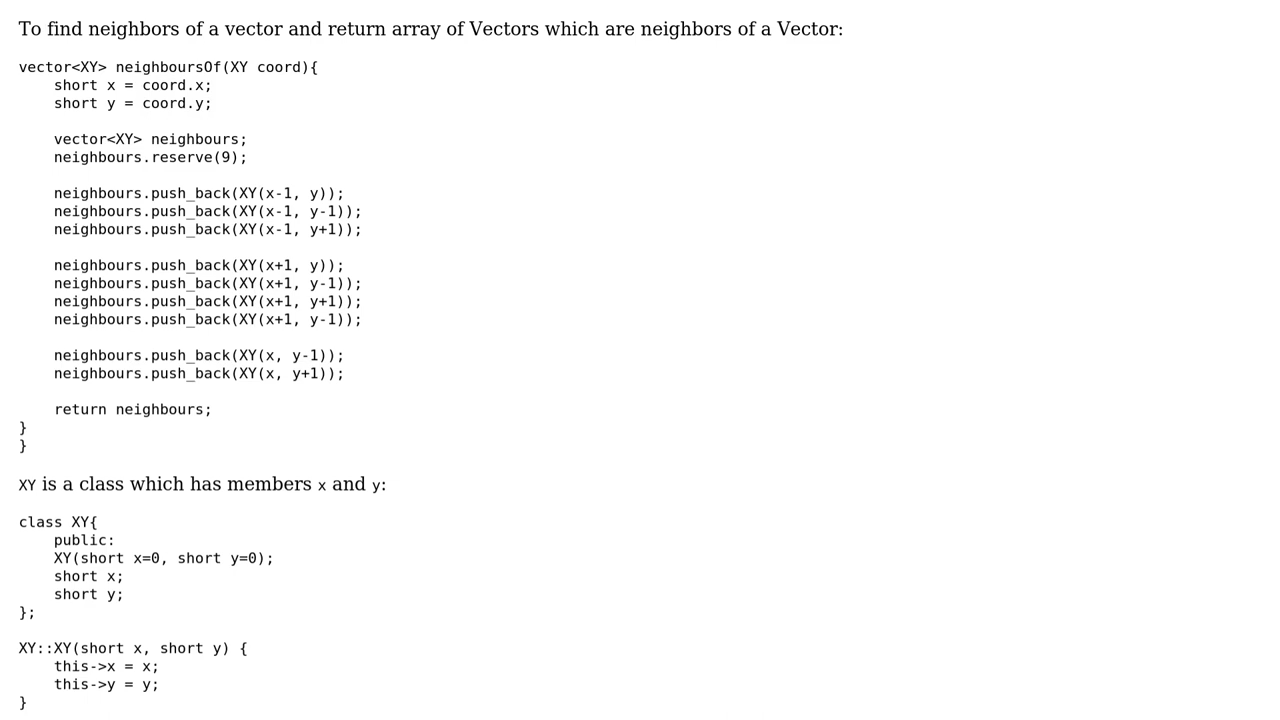 To find neighbors of a vector and return array of Vectors which are neighbors of a Vector:
vector<XY> neighboursOf(XY coord){
    short x = coord.x;
    short y = coord.y;

    vector<XY> neighbours;
    neighbours.reserve(9);

    neighbours.push_back(XY(x-1, y));
    neighbours.push_back(XY(x-1, y-1));
    neighbours.push_back(XY(x-1, y+1));

    neighbours.push_back(XY(x+1, y));
    neighbours.push_back(XY(x+1, y-1));
    neighbours.push_back(XY(x+1, y+1));
    neighbours.push_back(XY(x+1, y-1));

    neighbours.push_back(XY(x, y-1));
    neighbours.push_back(XY(x, y+1));

    return neighbours;
}
}
XY is a class which has members x and y:
class XY{
    public:
    XY(short x=0, short y=0);
    short x;
    short y;
};

XY::XY(short x, short y) {
    this->x = x;
    this->y = y;
}